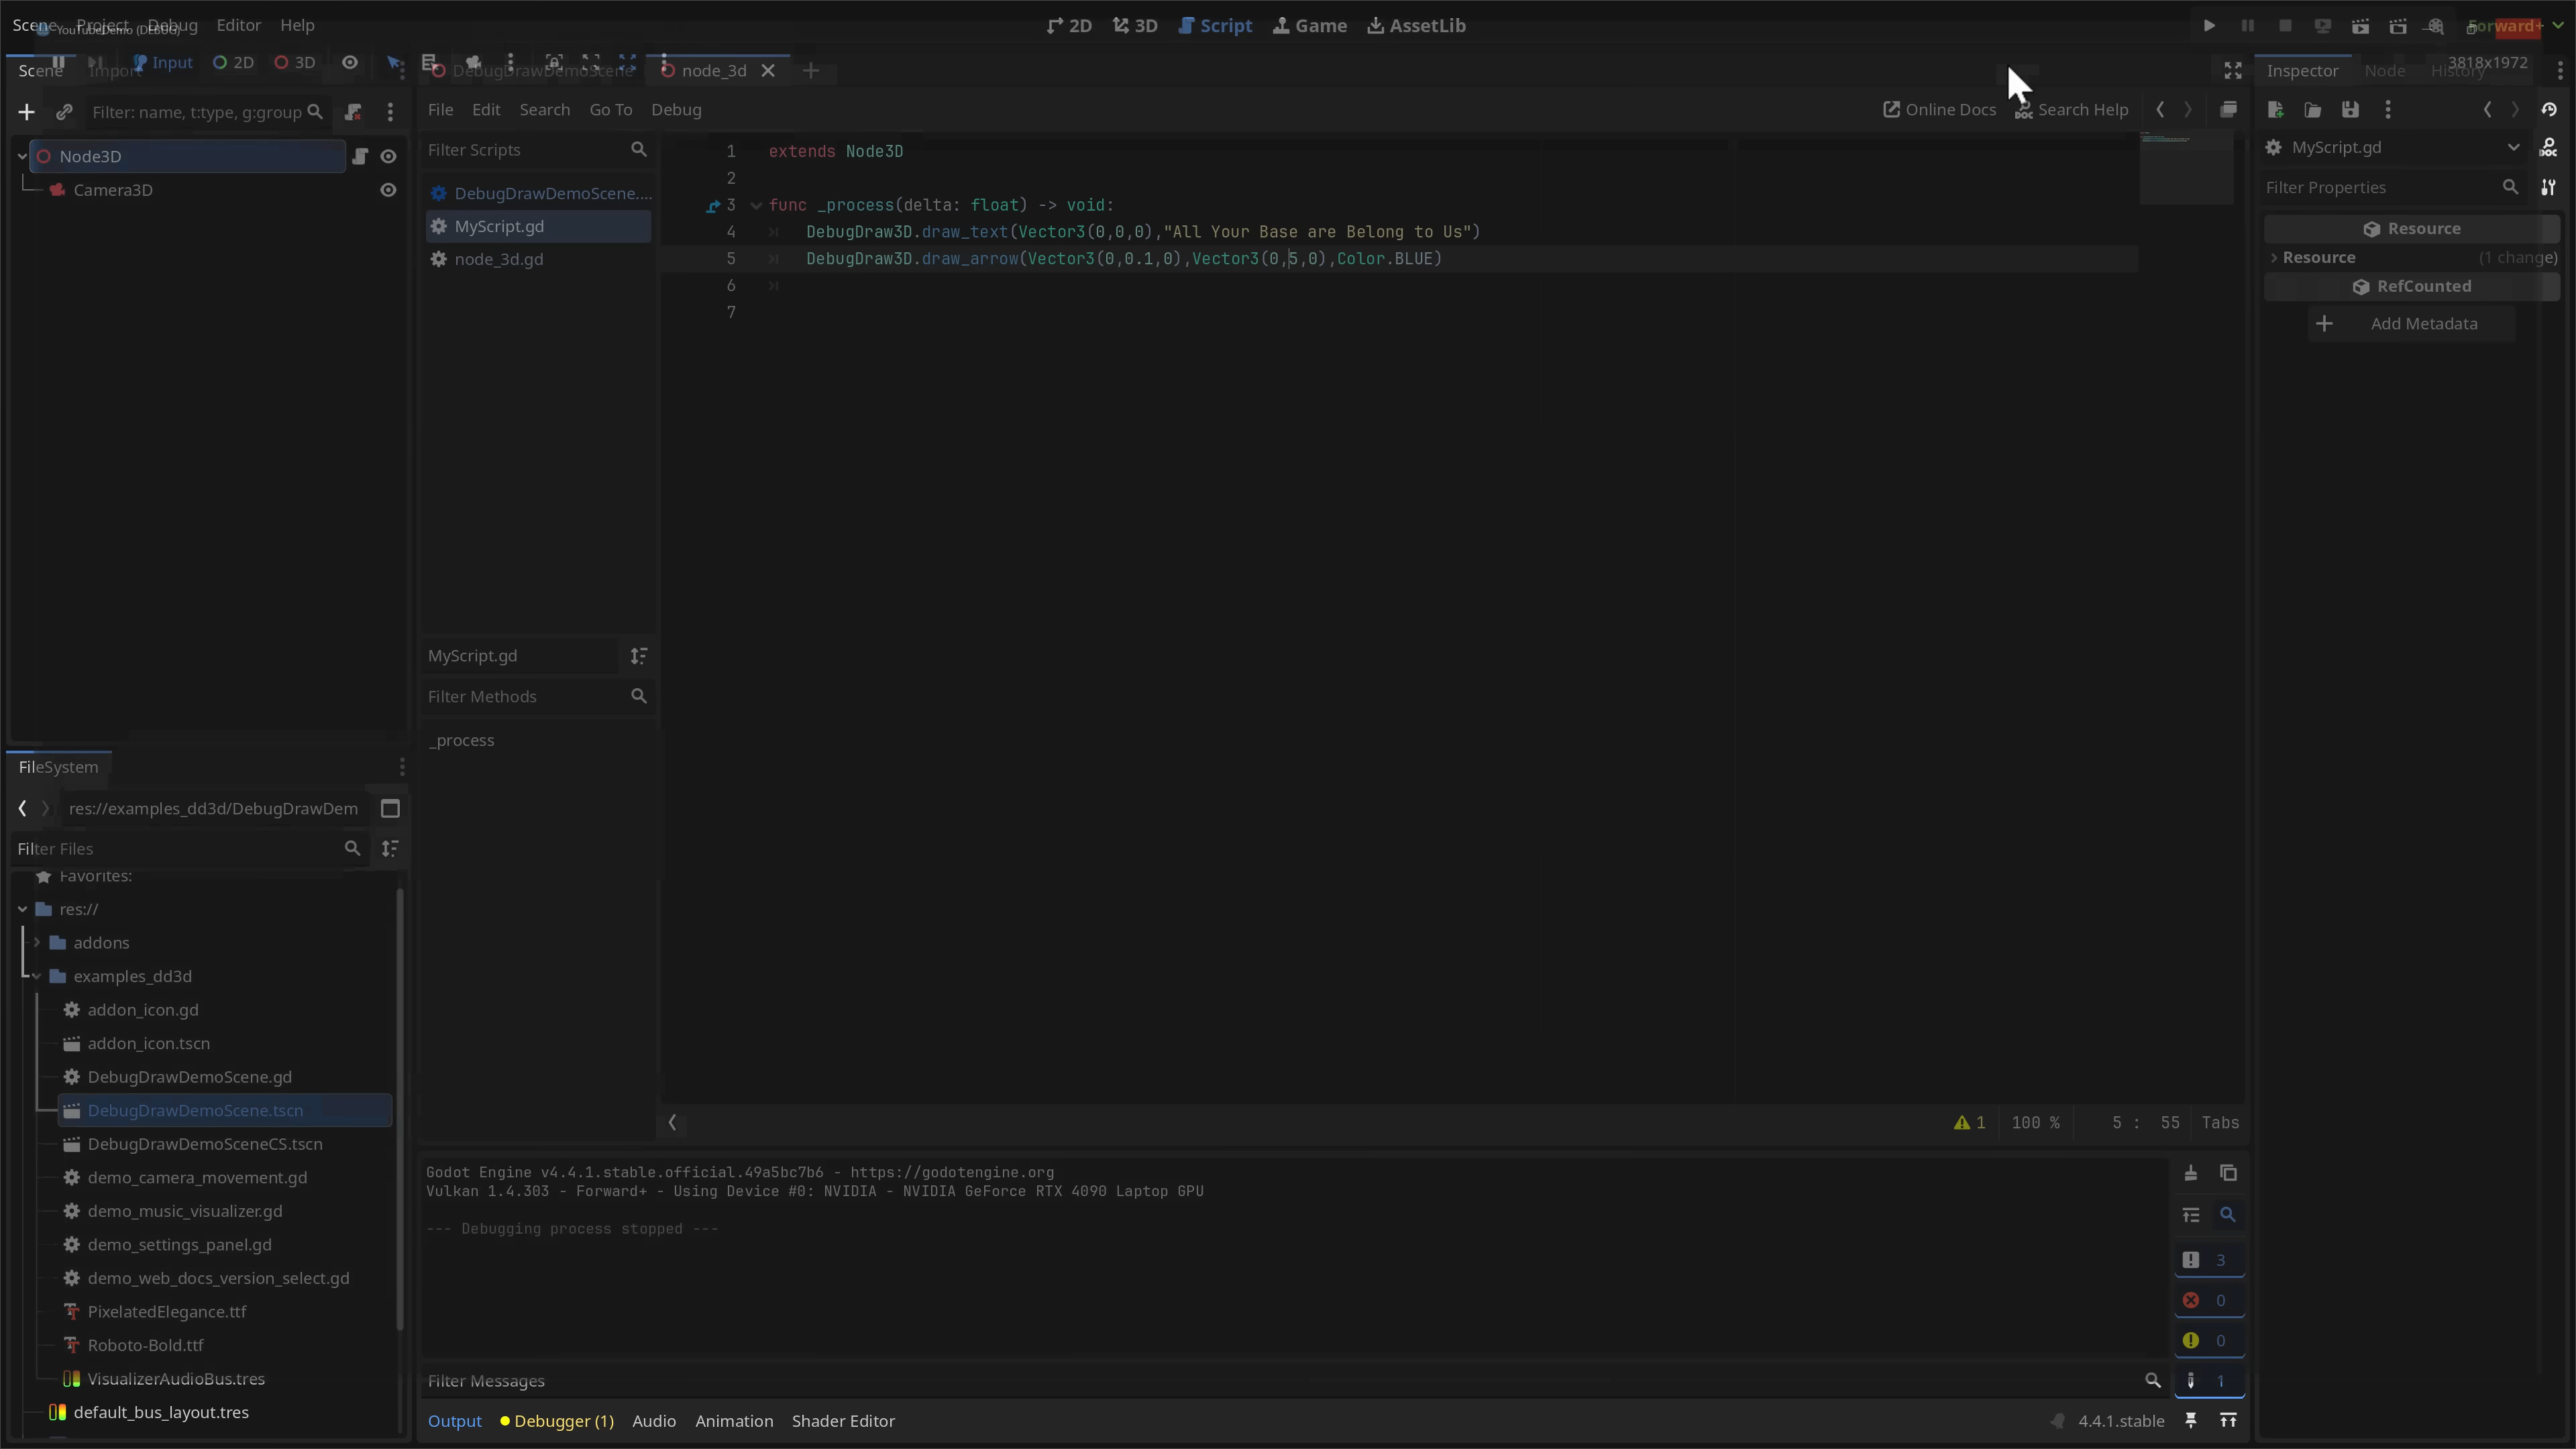 Scene Project Debug Editor Help
YouTubeDemo (DEBUG)
2D 3D Script Game AssetLib
Forward+
Scene Import
Input 2D 3D
DebugDrawDemoScene node_3d
3818x1972
Inspector Node History
Filter: name, t:type, g:group
Node3D
Camera3D
File Edit Search Go To Debug
Online Docs Search Help
Filter Scripts
DebugDrawDemoScene....
MyScript.gd
node_3d.gd
1 extends Node3D
2
3 func _process(delta: float) -> void:
4 DebugDraw3D.draw_text(Vector3(0,0,0),"All Your Base are Belong to Us")
5 DebugDraw3D.draw_arrow(Vector3(0,0.1,0),Vector3(0,5,0),Color.BLUE)
6
7
MyScript.gd
Filter Properties
Resource
Resource (1 change)
RefCounted
Add Metadata
MyScript.gd
Filter Methods
_process
100 % 5 : 55 Tabs
1
FileSystem
res://examples_dd3d/DebugDrawDem
Filter Files
Favorites:
res://
addons
examples_dd3d
addon_icon.gd
addon_icon.tscn
DebugDrawDemoScene.gd
DebugDrawDemoScene.tscn
DebugDrawDemoSceneCS.tscn
demo_camera_movement.gd
demo_music_visualizer.gd
demo_settings_panel.gd
demo_web_docs_version_select.gd
PixelatedElegance.ttf
Roboto-Bold.ttf
VisualizerAudioBus.tres
default_bus_layout.tres
Godot Engine v4.4.1.stable.official.49a5bc7b6 - https://godotengine.org
Vulkan 1.4.303 - Forward+ - Using Device #0: NVIDIA - NVIDIA GeForce RTX 4090 Laptop GPU
--- Debugging process stopped ---
3
0
0
1
Filter Messages
Output Debugger (1) Audio Animation Shader Editor
4.4.1.stable